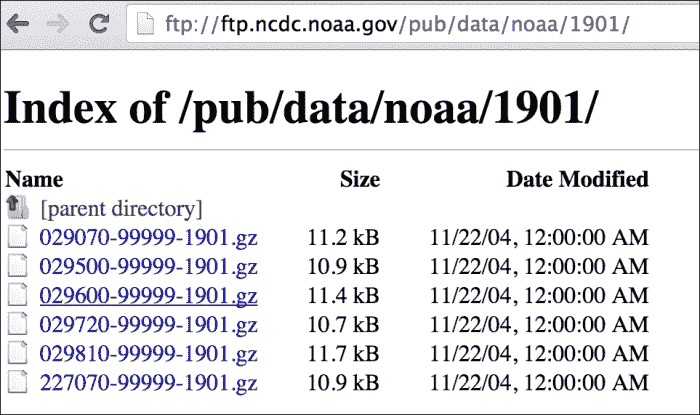 ftp://ftp.ncdc.noaa.gov/pub/data/noaa/1901/
Index of /pub/data/noaa/1901/
Name Size Date Modified
[parent directory]
029070-99999-1901.gz 11.2 kB 11/22/04, 12:00:00 AM
029500-99999-1901.gz 10.9 kB 11/22/04, 12:00:00 AM
029600-99999-1901.gz 11.4 kB 11/22/04, 12:00:00 AM
029720-99999-1901.gz 10.7 kB 11/22/04, 12:00:00 AM
029810-99999-1901.gz 11.7 kB 11/22/04, 12:00:00 AM
227070-99999-1901.gz 10.9 kB 11/22/04, 12:00:00 AM